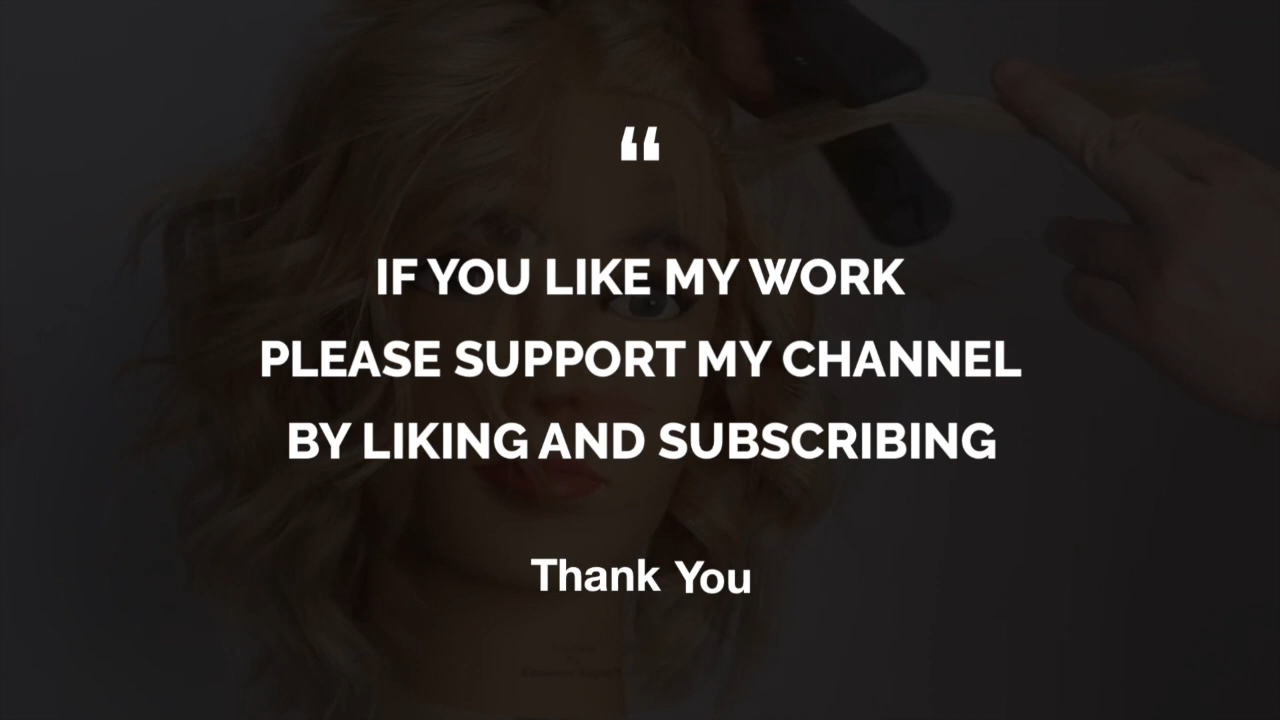 “
IF YOU LIKE MY WORK
PLEASE SUPPORT MY CHANNEL
BY LIKING AND SUBSCRIBING
Thank You